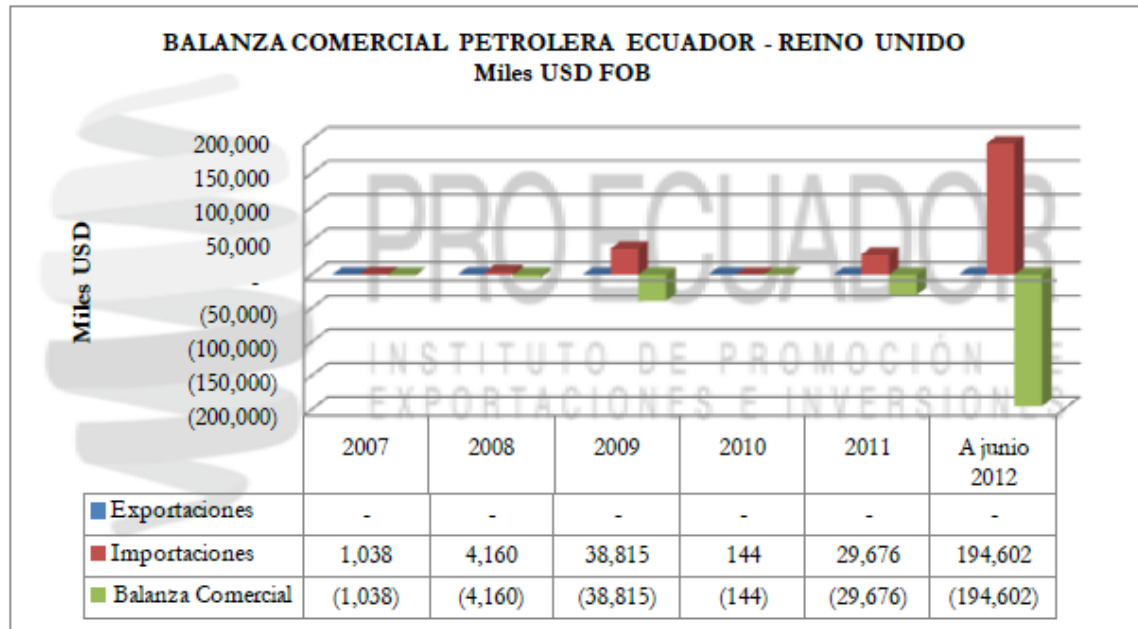 BALANZA COMERCIAL PETROLERA ECUADOR - REINO UNIDO
Miles USD FOB
Miles USD
200,000
150,000
100,000
50,000
-
(50,000)
(100,000)
(150,000)
(200,000)
PRO ECUADOR
INSTITUTO DE PROMOCIÓN DE
EXPORTACIONES E INVERSIONES
2007 2008 2009 2010 2011 A junio
2012
Exportaciones - - - - - -
Importaciones 1,038 4,160 38,815 144 29,676 194,602
Balanza Comercial (1,038) (4,160) (38,815) (144) (29,676) (194,602)